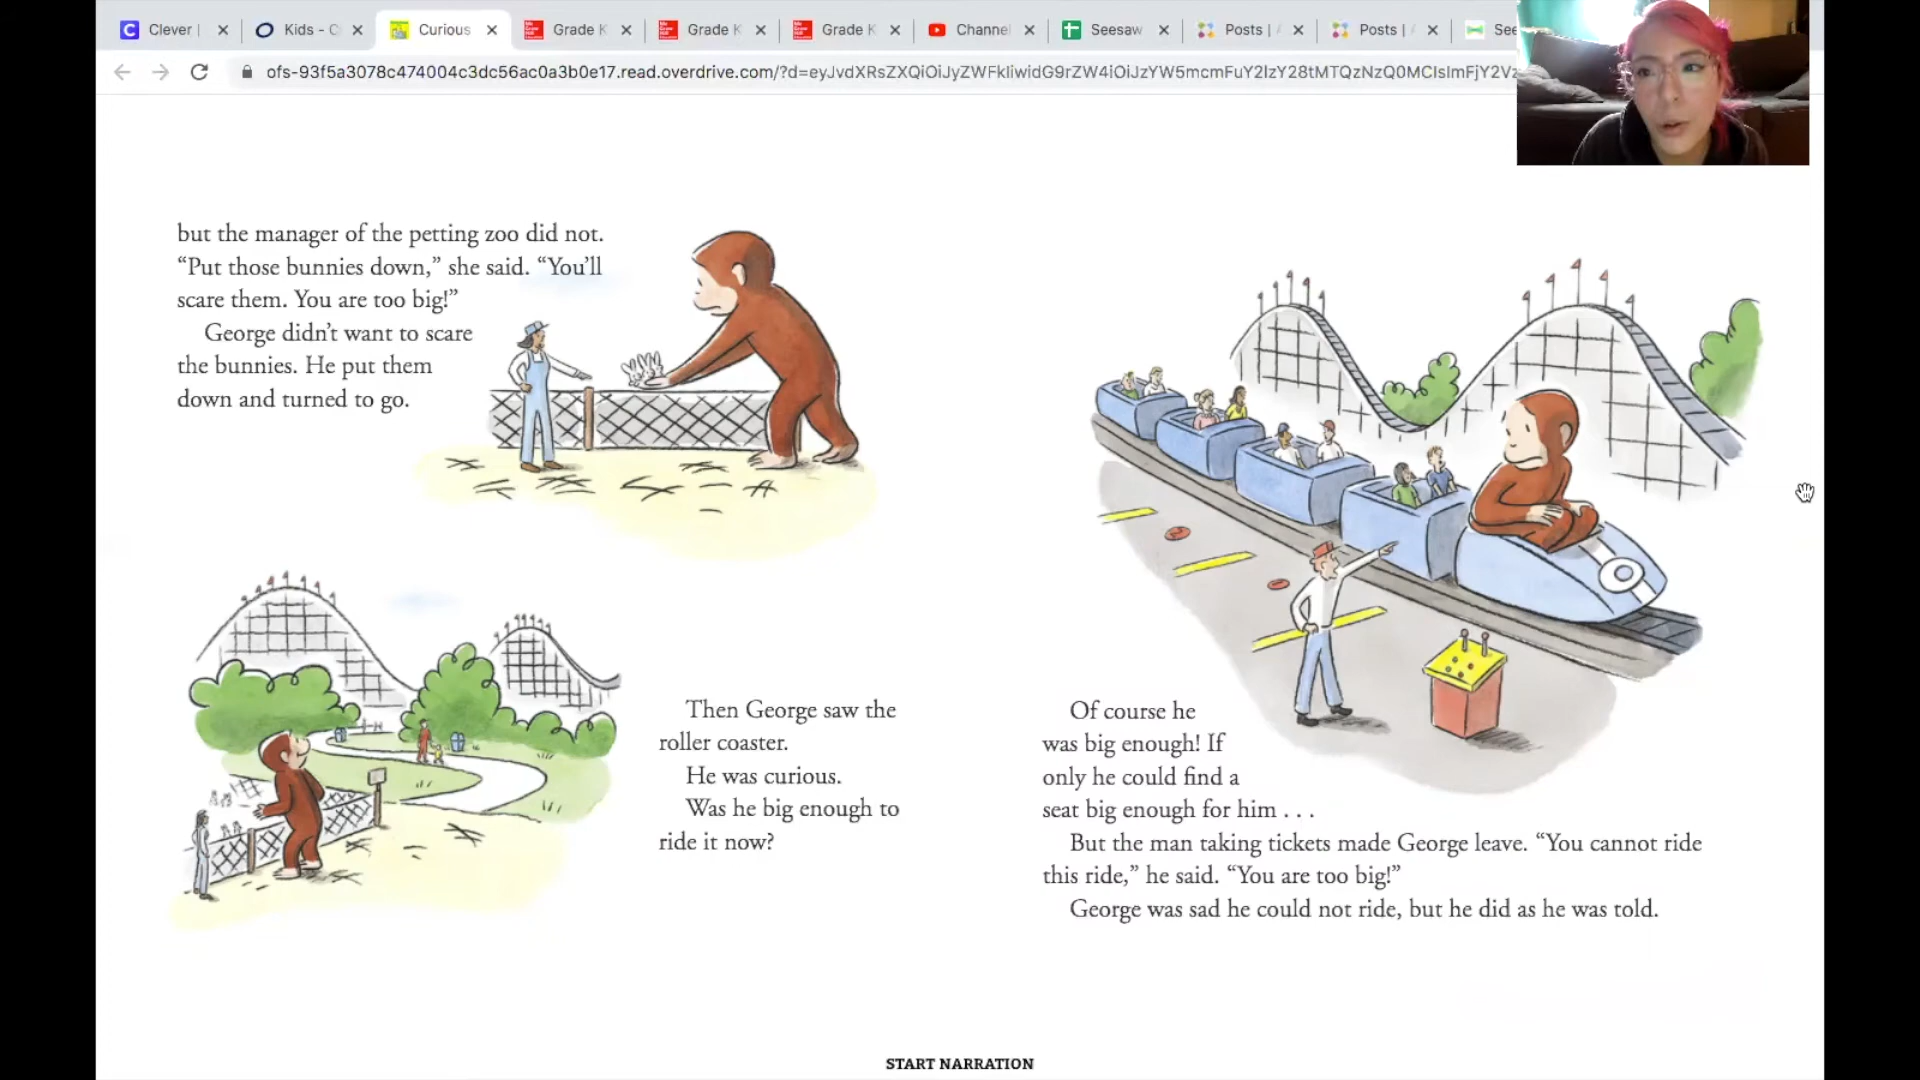 Clever |
Kids - C
Curious
Grade K
Grade K
Grade K
Channel
Seesaw
Posts |
Posts |
See
ofs-93f5a3078c474004c3dc56ac0a3b0e17.read.overdrive.com/?d=
but the manager of the petting zoo did not.
“Put those bunnies down,” she said. “You’ll
scare them. You are too big!”
George didn’t want to scare
the bunnies. He put them
down and turned to go.
Then George saw the
roller coaster.
He was curious.
Was he big enough to
ride it now?
Of course he
was big enough! If
only he could find a
seat big enough for him . . .
But the man taking tickets made George leave. “You cannot ride
this ride,” he said. “You are too big!”
George was sad he could not ride, but he did as he was told.
START NARRATION